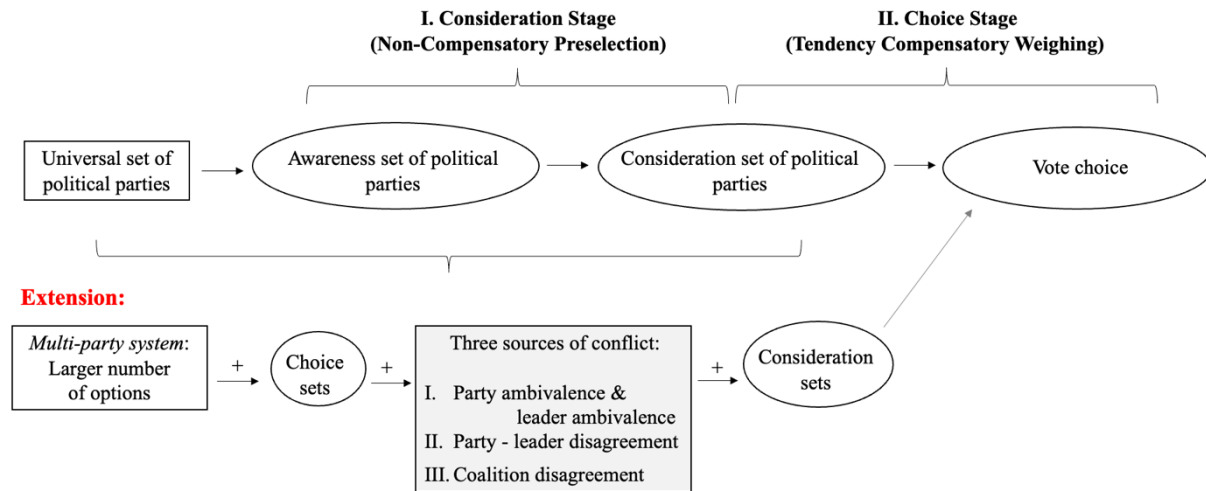 I. Consideration Stage
(Non-Compensatory Preselection)
II. Choice Stage
(Tendency Compensatory Weighing)
Universal set of
political parties
Awareness set of political
parties
Consideration set of political
parties
Vote choice
Extension:
Multi-party system:
Larger number
of options
+
Choice
sets
+
Three sources of conflict:
I. Party ambivalence &
leader ambivalence
II. Party - leader disagreement
III. Coalition disagreement
+
Consideration
sets